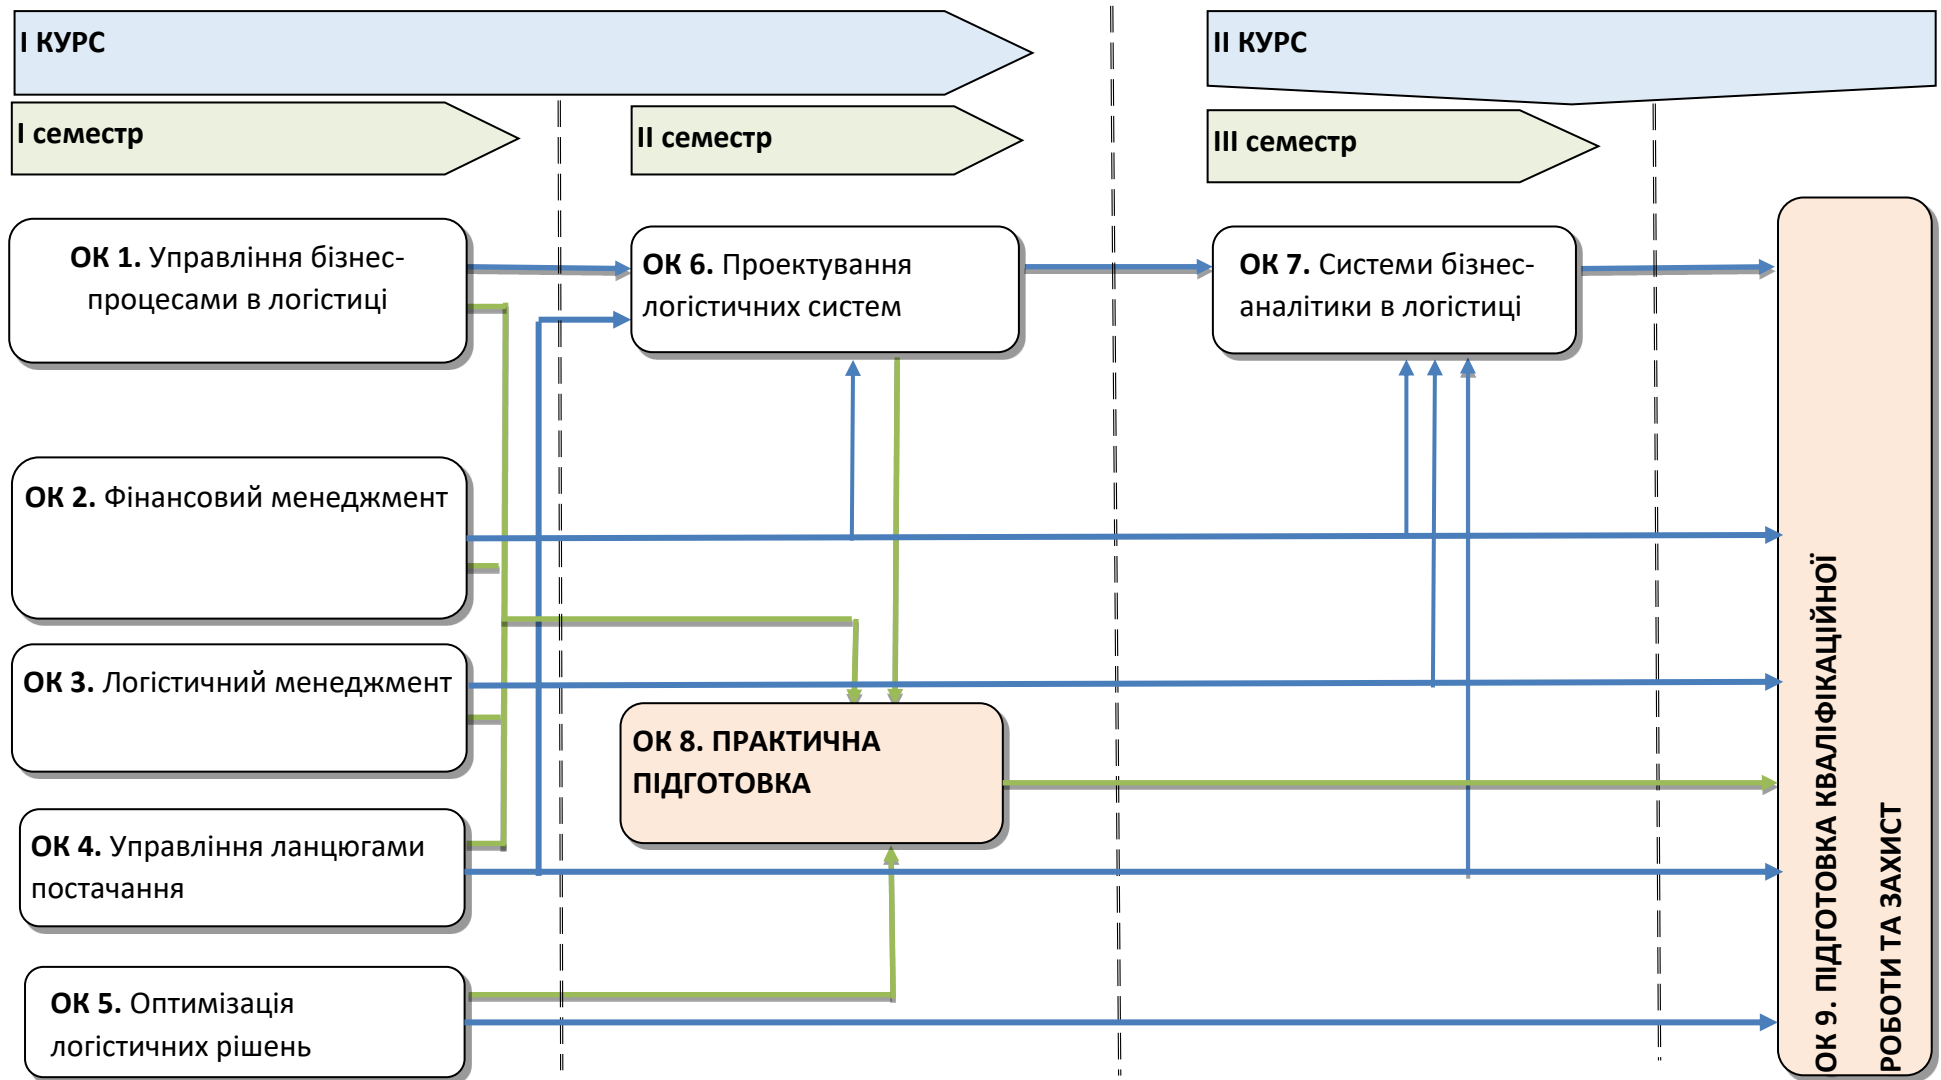 І КУРС
ІІ КУРС
І семестр
ІІ семестр
ІІІ семестр
ОК 1. Управління бізнес-
процесами в логістиці
ОК 6. Проектування
логістичних систем
ОК 7. Системи бізнес-
аналітики в логістиці
ОК 2. Фінансовий менеджмент
ОК 3. Логістичний менеджмент
ОК 8. ПРАКТИЧНА
ПІДГОТОВКА
ОК 4. Управління ланцюгами
постачання
ОК 5. Оптимізація
логістичних рішень
ОК 9. ПІДГОТОВКА КВАЛІФІКАЦІЙНОЇ
РОБОТИ ТА ЗАХИСТ